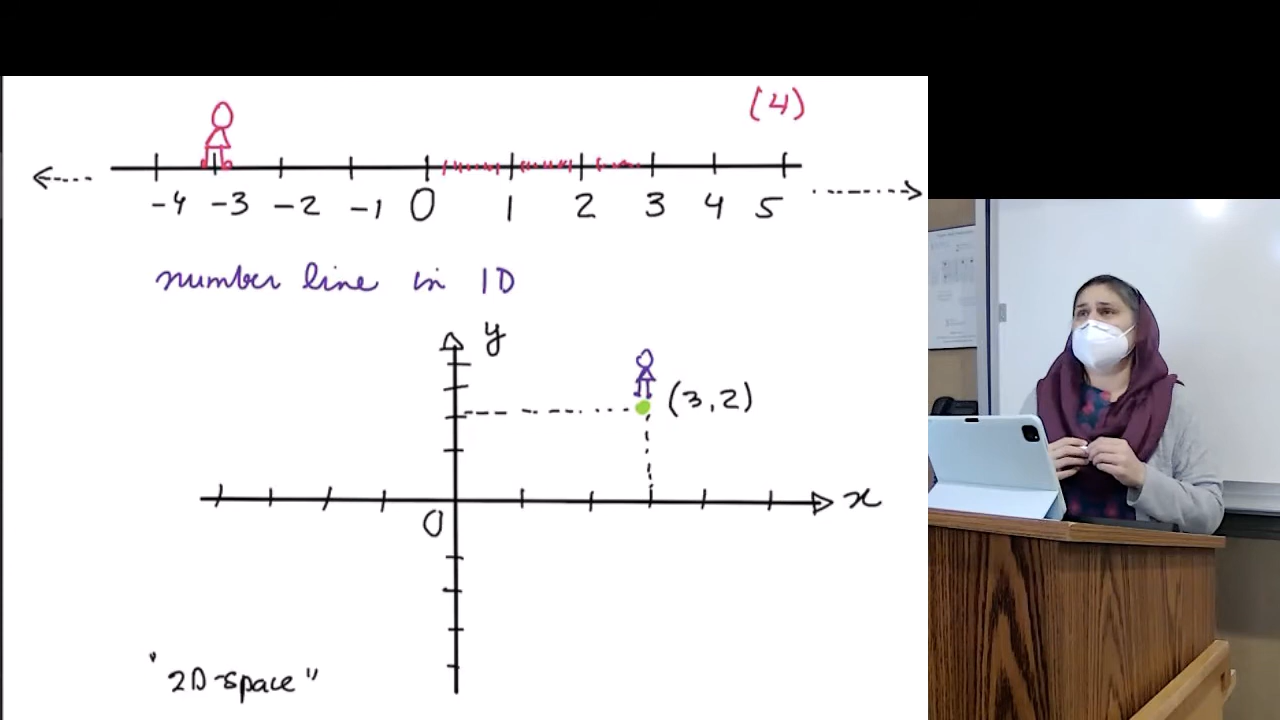 (4)
-4 -3 -2 -1 0 1 2 3 4 5
number line in 1D
y
(3,2)
x
0
"2D-space"